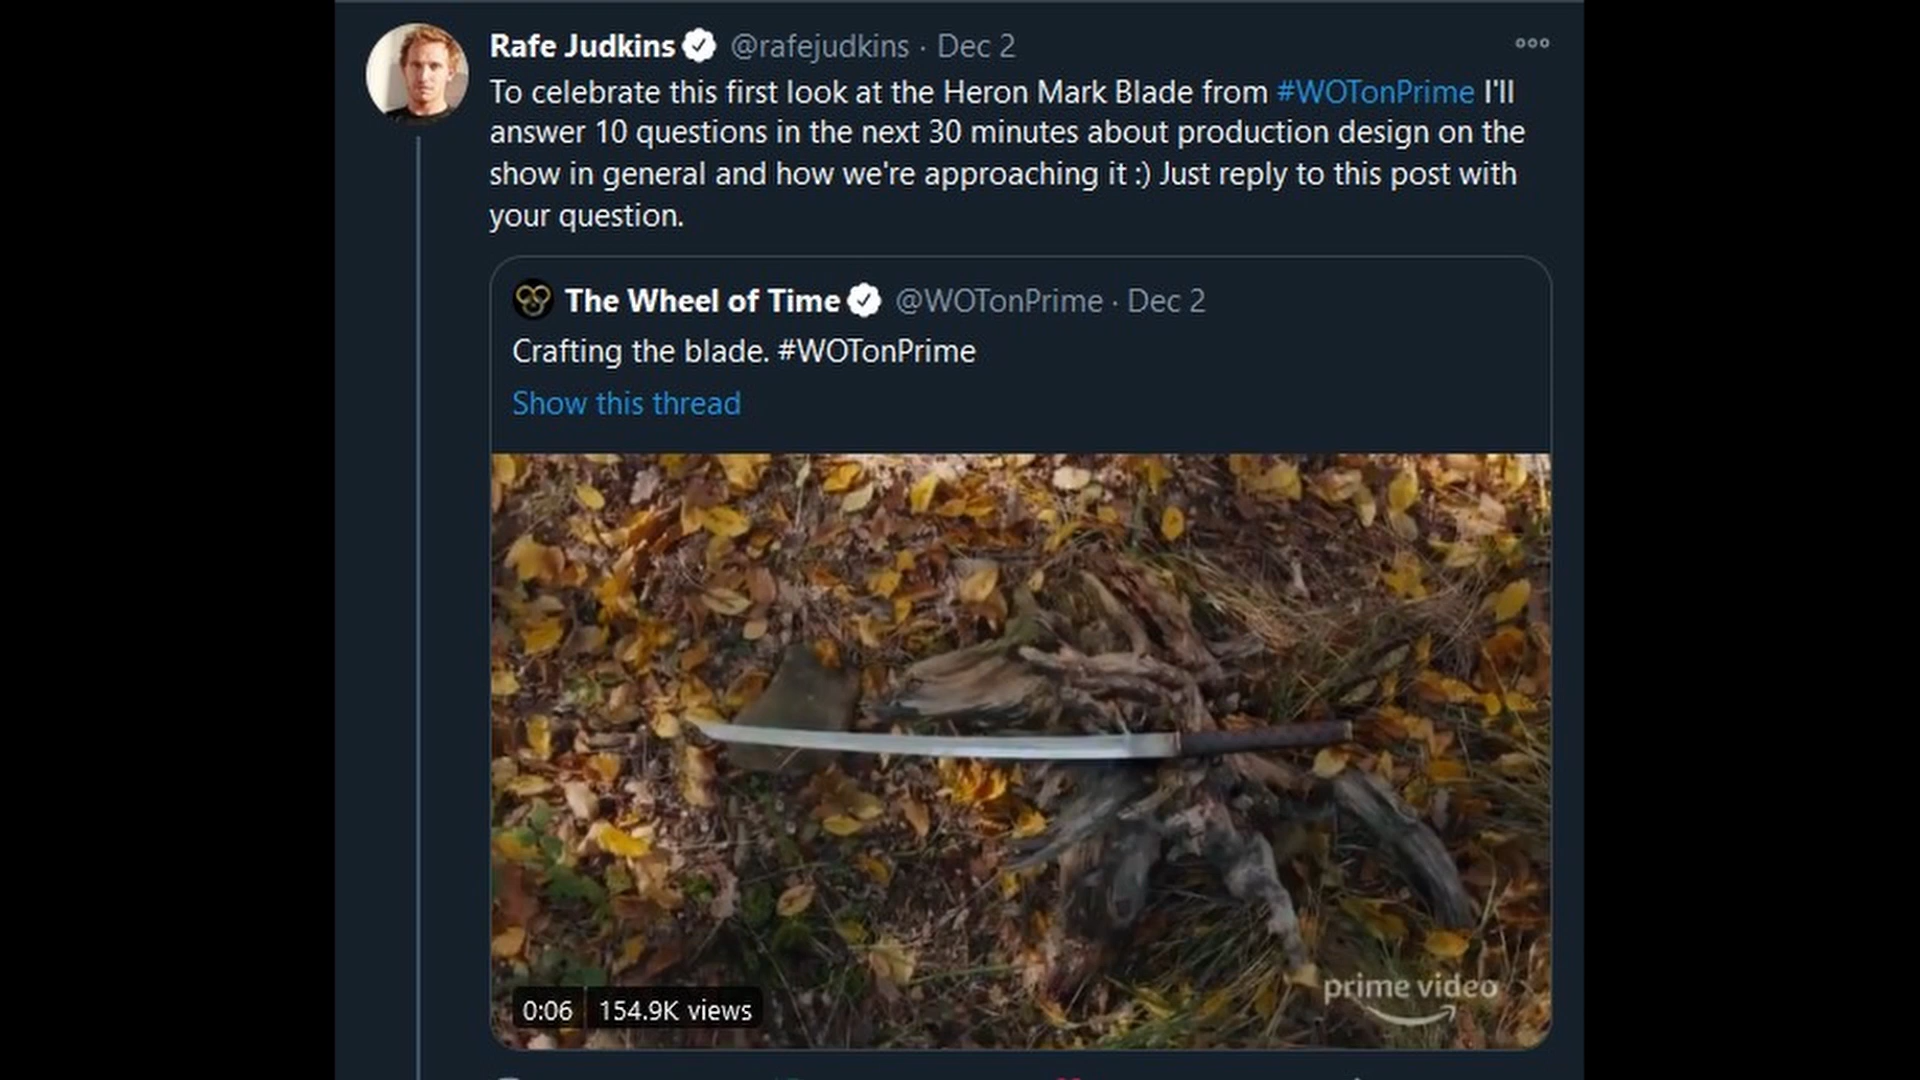 Rafe Judkins @rafejudkins · Dec 2
To celebrate this first look at the Heron Mark Blade from #WOTonPrime I'll
answer 10 questions in the next 30 minutes about production design on the
show in general and how we're approaching it :) Just reply to this post with
your question.
The Wheel of Time @WOTonPrime · Dec 2
Crafting the blade. #WOTonPrime
Show this thread
prime video
0:06 154.9K views